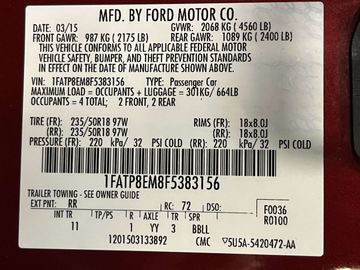 MFD. BY FORD MOTOR CO.
DATE: 03/15 GVWR: 2068 KG ( 4560 LB)
FRONT GAWR: 987 KG ( 2175 LB) REAR GAWR: 1089 KG ( 2400 LB)
THIS VEHICLE CONFORMS TO ALL APPLICABLE FEDERAL MOTOR
VEHICLE SAFETY, BUMPER, AND THEFT PREVENTION STANDARDS
IN EFFECT ON THE DATE OF MANUFACTURE SHOWN ABOVE.
VIN: 1FATP8EM8F5383156 TYPE: Passenger Car
MAXIMUM LOAD = OCCUPANTS + LUGGAGE = 301KG/ 664LB
OCCUPANTS = 4 TOTAL; 2 FRONT, 2 REAR
TIRE (FR): 235/50R18 97W RIMS (FR): 18x8.0J
TIRE (RR): 235/50R18 97W (RR): 18x8.0J
PRESSURE (FR): 220 kPa/ 32 PSI COLD (RR): 220 kPa/ 32 PSI COLD
1FATP8EM8F5383156
TRAILER TOWING - SEE OWNER GUIDE
EXT PNT: RR RC: 72 DSO: F0036
R0100
INT TR TP/PS R AXLE TR SPR
11 1 YY 3 BBLL
1201503133892 CMC 5U5A-5420472-AA